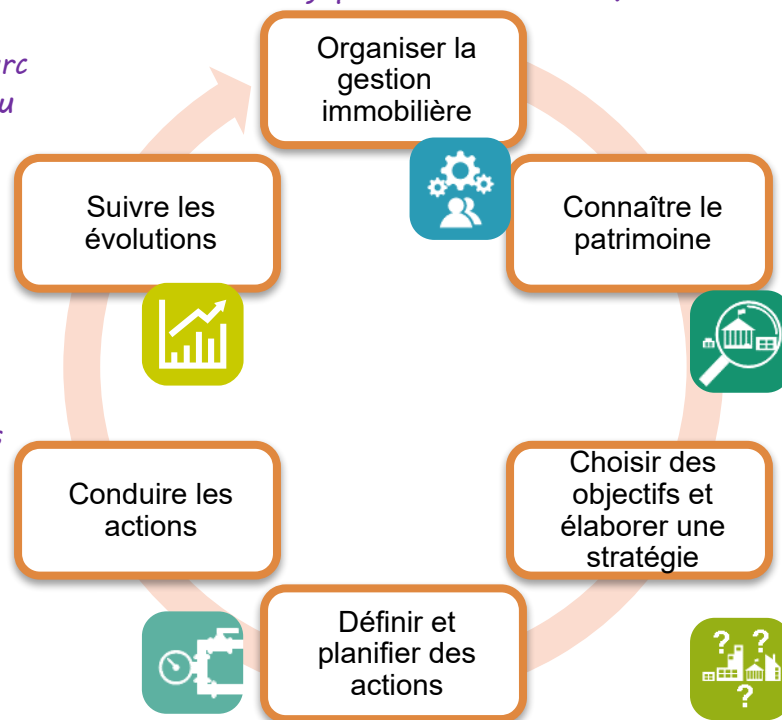 Organiser la
gestion
immobilière
Connaître le
patrimoine
Choisir des
objectifs et
élaborer une
stratégie
Définir et
planifier des
actions
Conduire les
actions
Suivre les
évolutions
? ?
?